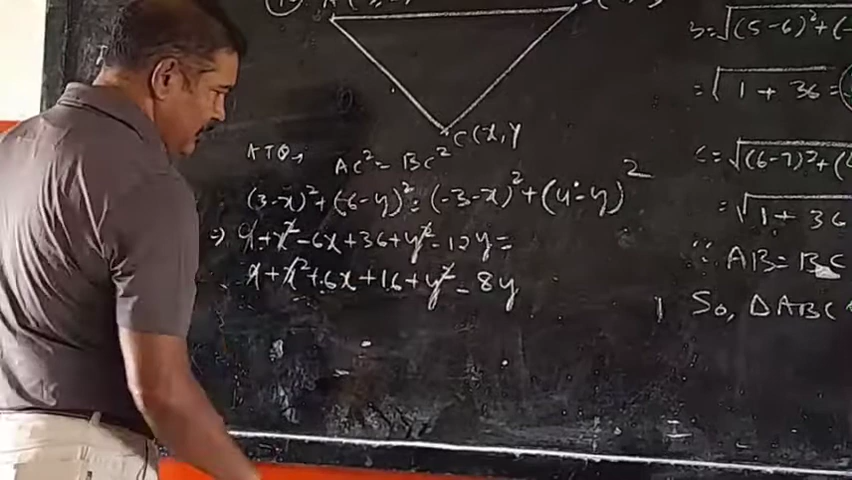 C(x,y
ATQ, AC² = BC²
(3-x)²+(6-y)² = (-3-x)²+(4-y)²
⇒) 9+x²-6x+36+y²-12y=
9+x²+6x+16+y²-8y
b=√(5-6)²+(-
=√1+36=
c=√(6-7)²+(
=√1+36
∵ AB=BC
So, ΔABC